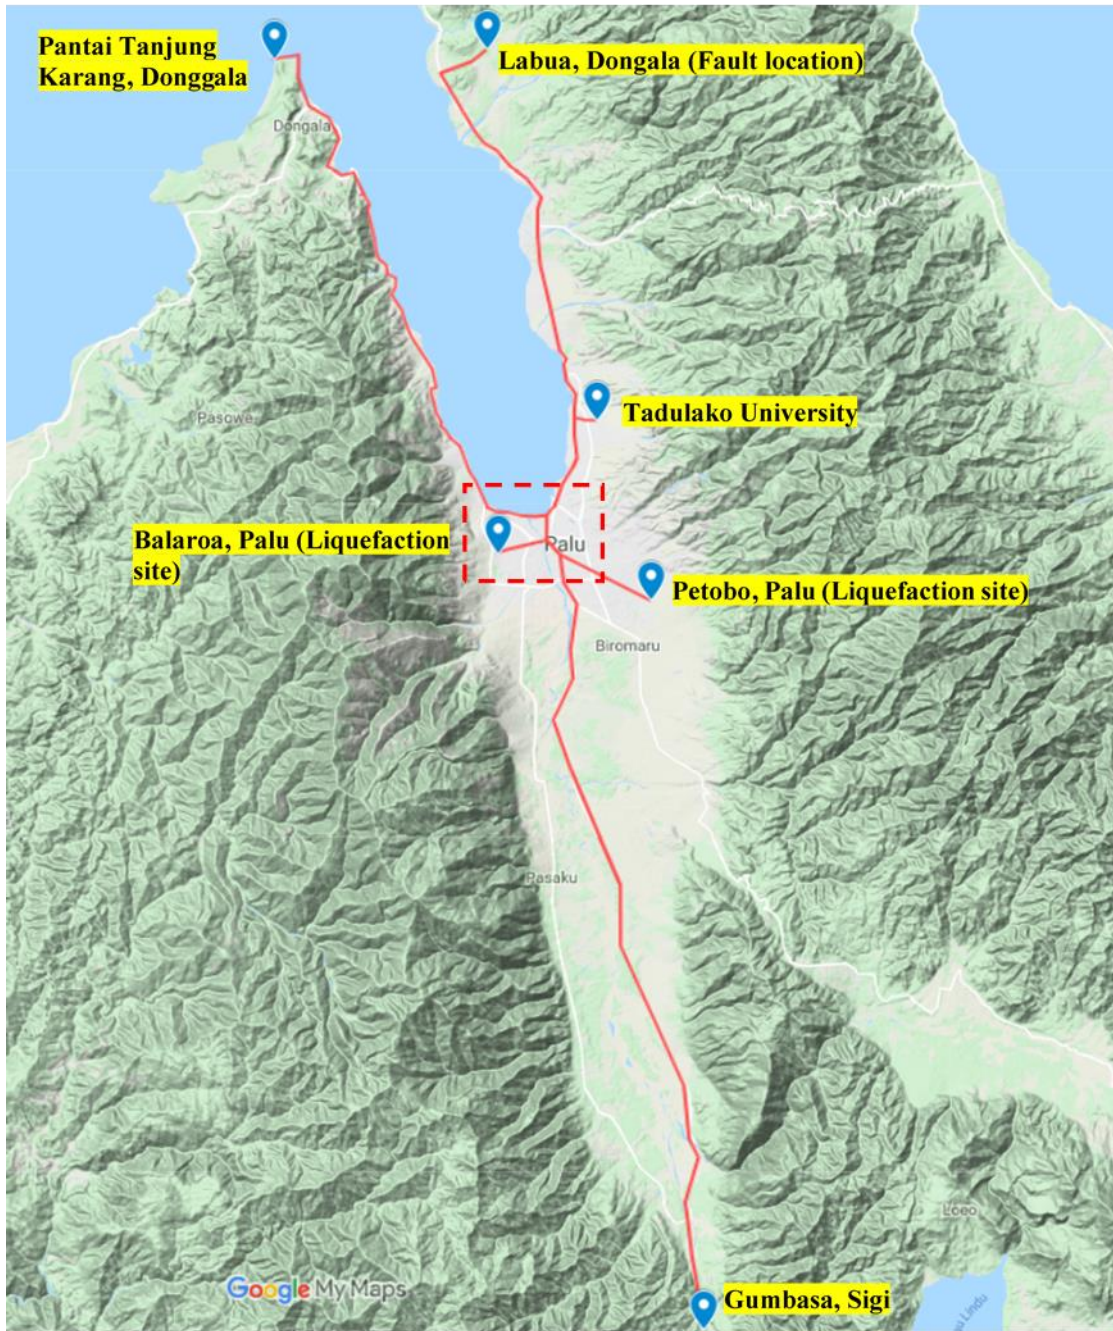 Pantai Tanjung
Karang, Donggala
Labua, Dongala (Fault location)
Dongala
Pasowe
Tadulako University
Balaroa, Palu (Liquefaction
site)
Palu
Petobo, Palu (Liquefaction site)
Biromaru
Pasaku
Loeo
Google My Maps
Gumbasa, Sigi
Lindu